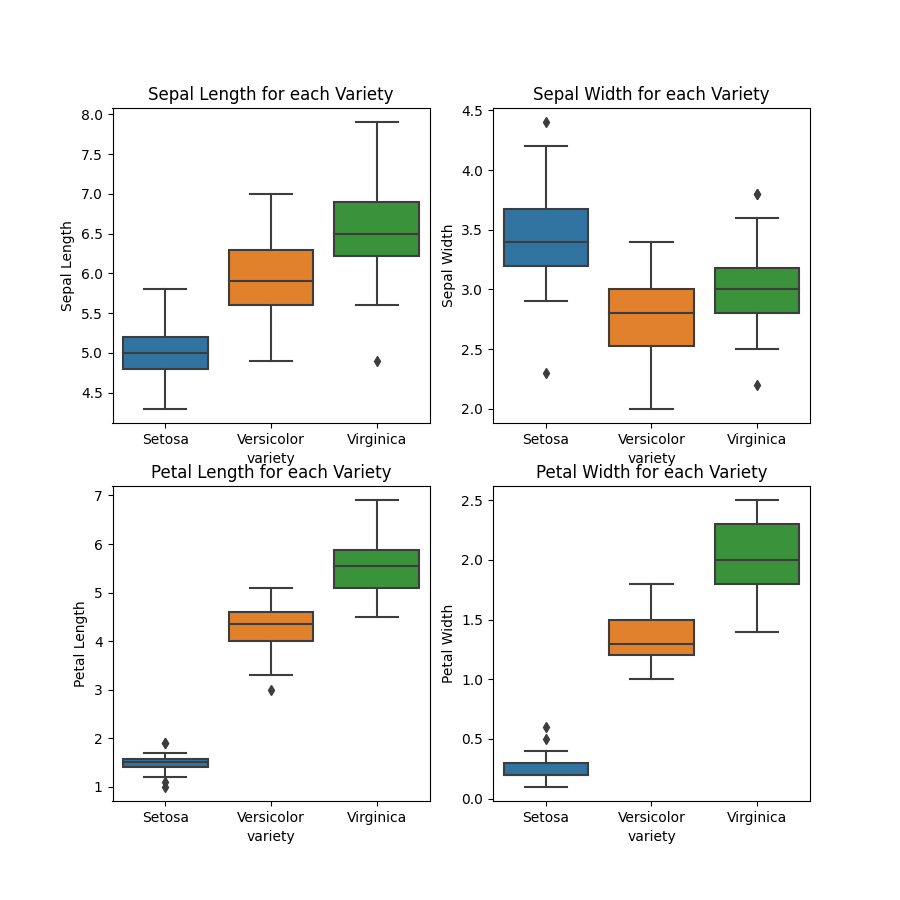 Sepal Length for each Variety
Sepal Length
8.0
7.5
7.0
6.5
6.0
5.5
5.0
4.5
Setosa Versicolor Virginica
variety
Sepal Width for each Variety
Sepal Width
4.5
4.0
3.5
3.0
2.5
2.0
Setosa Versicolor Virginica
variety
Petal Length for each Variety
Petal Length
7
6
5
4
3
2
1
Setosa Versicolor Virginica
variety
Petal Width for each Variety
Petal Width
2.5
2.0
1.5
1.0
0.5
0.0
Setosa Versicolor Virginica
variety